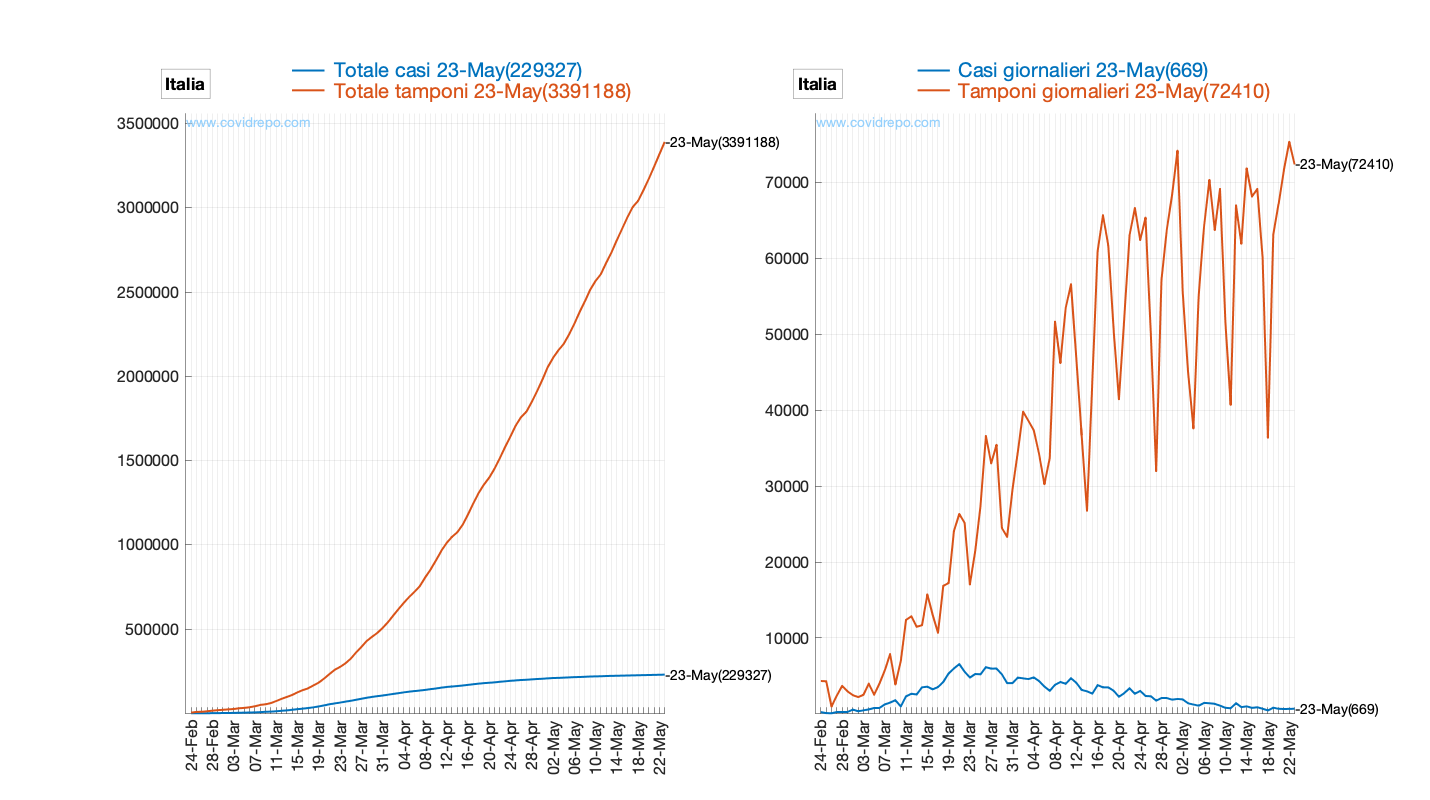 Italia
Totale casi 23-May(229327)
Totale tamponi 23-May(3391188)
www.covidrepo.com
3500000
3000000
2500000
2000000
1500000
1000000
500000
23-May(3391188)
23-May(229327)
24-Feb
28-Feb
03-Mar
07-Mar
11-Mar
15-Mar
19-Mar
23-Mar
27-Mar
31-Mar
04-Apr
08-Apr
12-Apr
16-Apr
20-Apr
24-Apr
28-Apr
02-May
06-May
10-May
14-May
18-May
22-May
Italia
Casi giornalieri 23-May(669)
Tamponi giornalieri 23-May(72410)
www.covidrepo.com
70000
60000
50000
40000
30000
20000
10000
23-May(72410)
23-May(669)
24-Feb
28-Feb
03-Mar
07-Mar
11-Mar
15-Mar
19-Mar
23-Mar
27-Mar
31-Mar
04-Apr
08-Apr
12-Apr
16-Apr
20-Apr
24-Apr
28-Apr
02-May
06-May
10-May
14-May
18-May
22-May